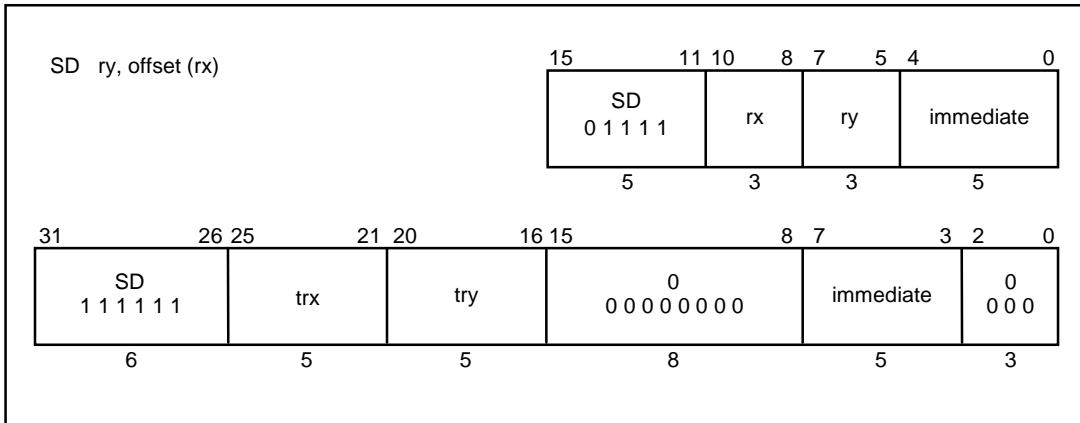 SD ry, offset (rx)
15 11 10 8 7 5 4 0
SD
0 1 1 1 1
rx
ry
immediate
5 3 3 5
31 26 25 21 20 16 15 8 7 3 2 0
SD
1 1 1 1 1 1
trx
try
0
0 0 0 0 0 0 0 0
immediate
0
0 0 0
6 5 5 8 5 3